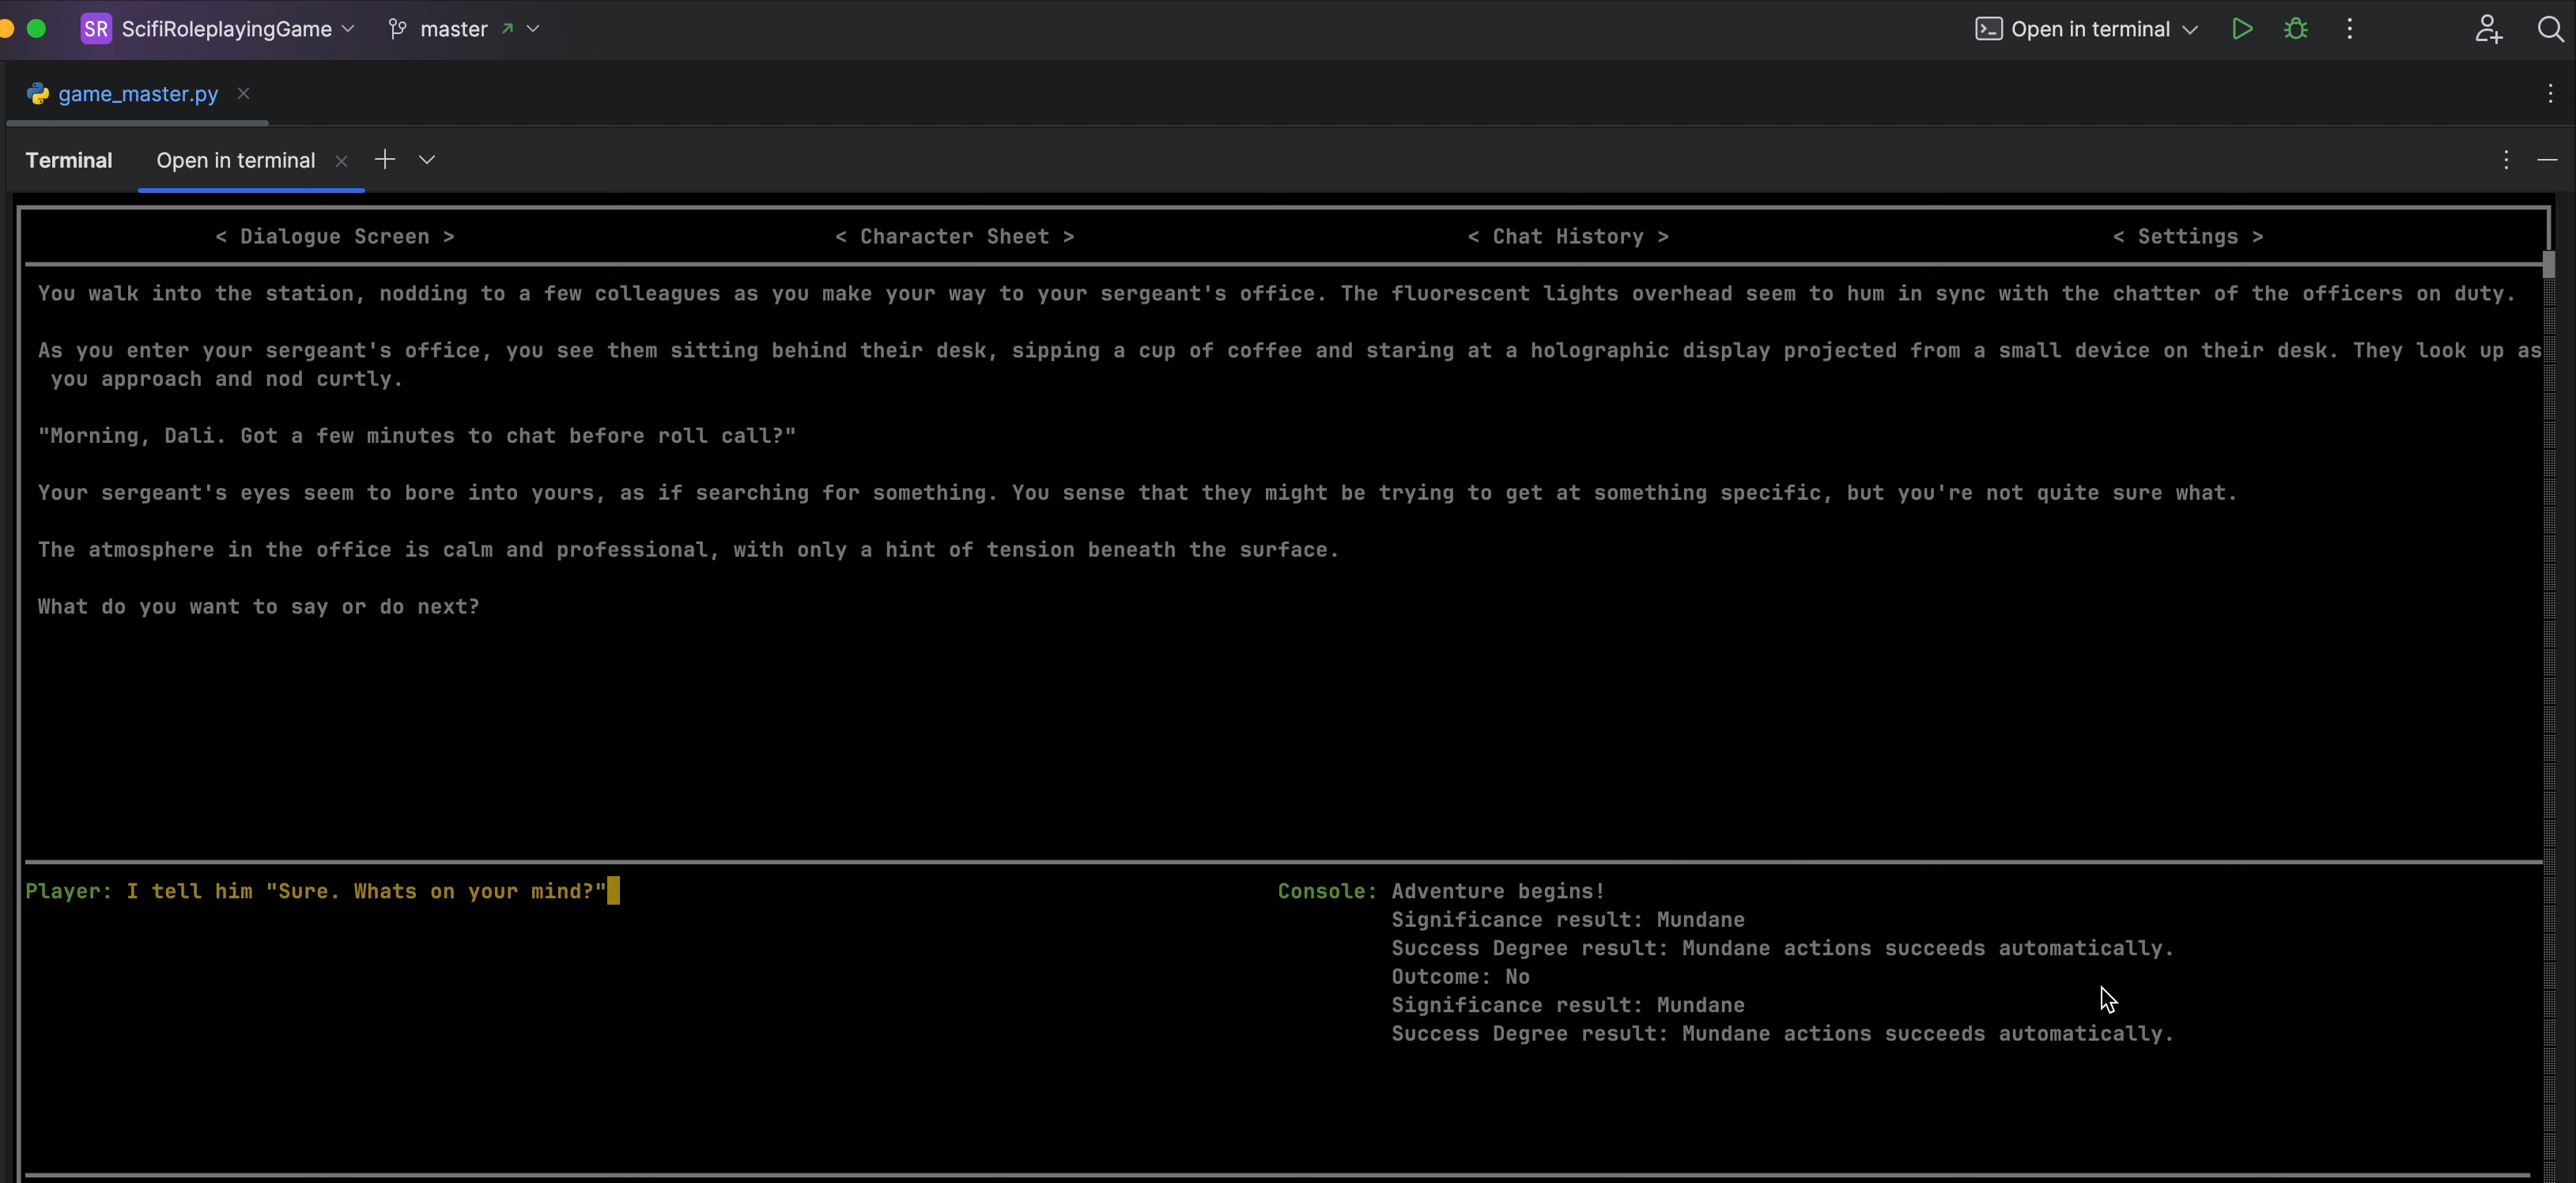 SR ScifiRoleplayingGame master Open in terminal
game_master.py
Terminal Open in terminal
< Dialogue Screen > < Character Sheet > < Chat History > < Settings >
You walk into the station, nodding to a few colleagues as you make your way to your sergeant's office. The fluorescent lights overhead seem to hum in sync with the chatter of the officers on duty.
As you enter your sergeant's office, you see them sitting behind their desk, sipping a cup of coffee and staring at a holographic display projected from a small device on their desk. They look up as
you approach and nod curtly.
"Morning, Dali. Got a few minutes to chat before roll call?"
Your sergeant's eyes seem to bore into yours, as if searching for something. You sense that they might be trying to get at something specific, but you're not quite sure what.
The atmosphere in the office is calm and professional, with only a hint of tension beneath the surface.
What do you want to say or do next?
Player: I tell him "Sure. Whats on your mind?"
Console: Adventure begins!
Significance result: Mundane
Success Degree result: Mundane actions succeeds automatically.
Outcome: No
Significance result: Mundane
Success Degree result: Mundane actions succeeds automatically.